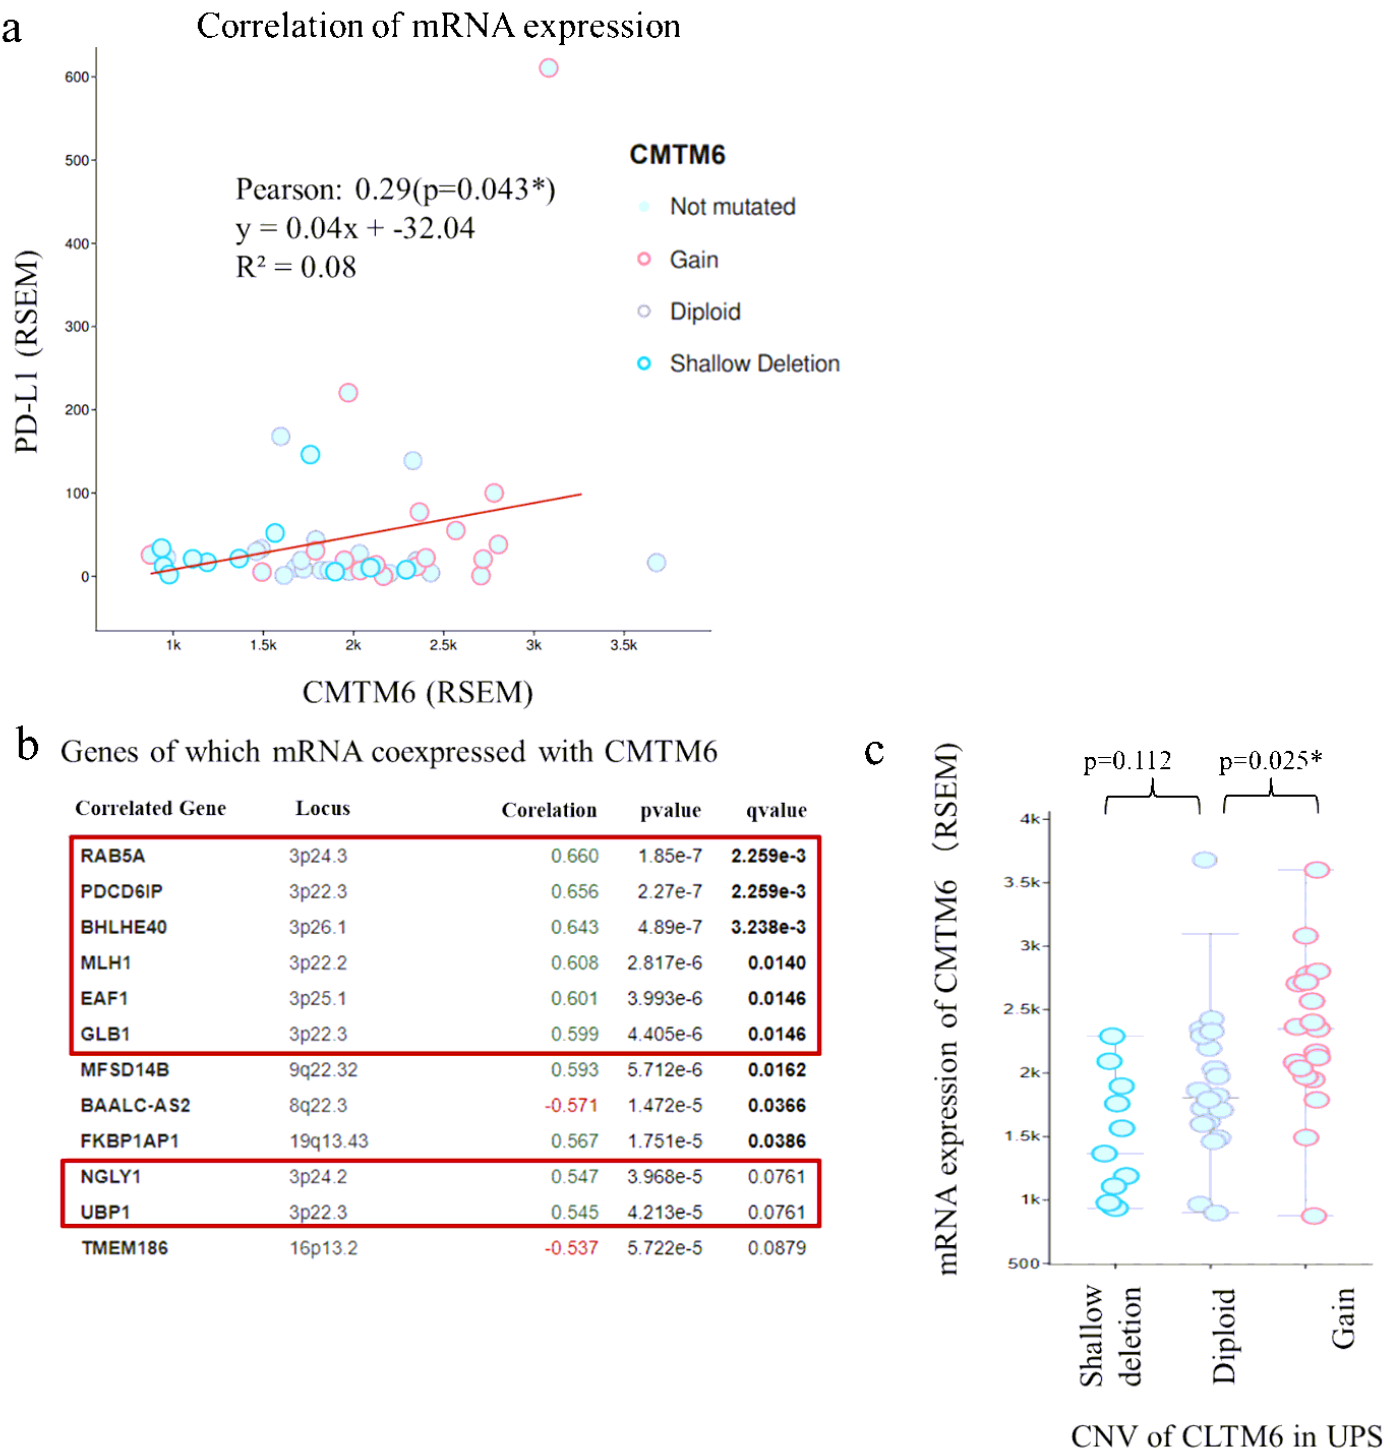 a
Correlation of mRNA expression
600
500
400
300
200
100
0
PD-L1 (RSEM)
Pearson: 0.29(p=0.043*)
y = 0.04x + -32.04
R² = 0.08
CMTM6
Not mutated
Gain
Diploid
Shallow Deletion
1k 1.5k 2k 2.5k 3k 3.5k
CMTM6 (RSEM)
b Genes of which mRNA coexpressed with CMTM6
Correlated Gene Locus Corelation pvalue qvalue
RAB5A 3p24.3 0.660 1.85e-7 2.259e-3
PDCD6IP 3p22.3 0.656 2.27e-7 2.259e-3
BHLHE40 3p26.1 0.643 4.89e-7 3.238e-3
MLH1 3p22.2 0.608 2.817e-6 0.0140
EAF1 3p25.1 0.601 3.993e-6 0.0146
GLB1 3p22.3 0.599 4.405e-6 0.0146
MFSD14B 9q22.32 0.593 5.712e-6 0.0162
BAALC-AS2 8q22.3 -0.571 1.472e-5 0.0366
FKBP1AP1 19q13.43 0.567 1.751e-5 0.0386
NGLY1 3p24.2 0.547 3.968e-5 0.0761
UBP1 3p22.3 0.545 4.213e-5 0.0761
TMEM186 16p13.2 -0.537 5.722e-5 0.0879
c
mRNA expression of CMTM6 (RSEM)
p=0.112 p=0.025*
4k
3.5k
3k
2.5k
2k
1.5k
1k
500
Shallow
deletion
Diploid
Gain
CNV of CLTM6 in UPS